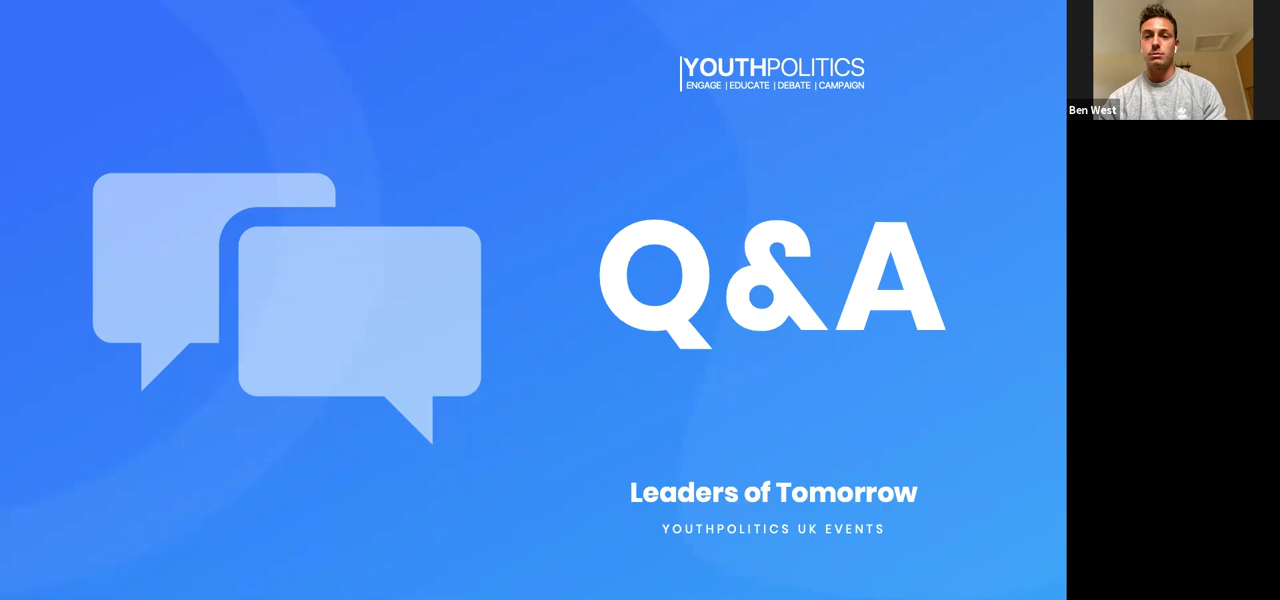 YOUTHPOLITICS
ENGAGE | EDUCATE | DEBATE | CAMPAIGN
Q&A
Leaders of Tomorrow
YOUTHPOLITICS UK EVENTS
Ben West